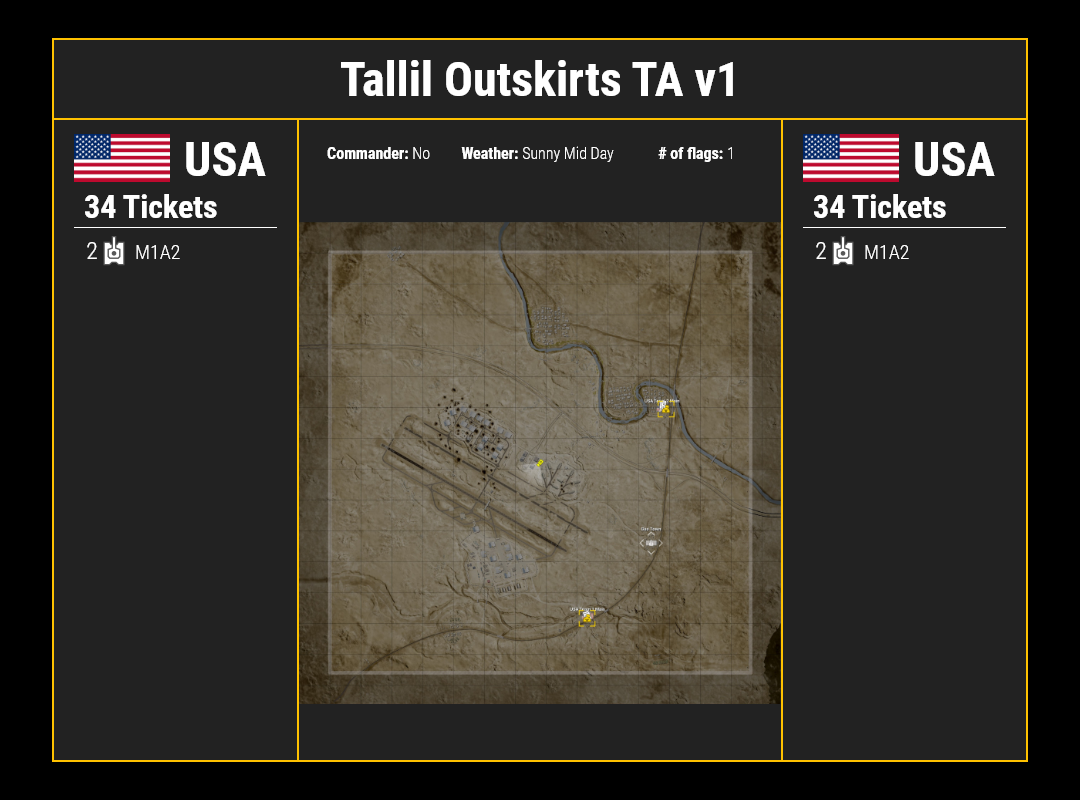 Tallil Outskirts TA v1
USA
34 Tickets
2 M1A2
Commander: No Weather: Sunny Mid Day # of flags: 1
USA
34 Tickets
2 M1A2